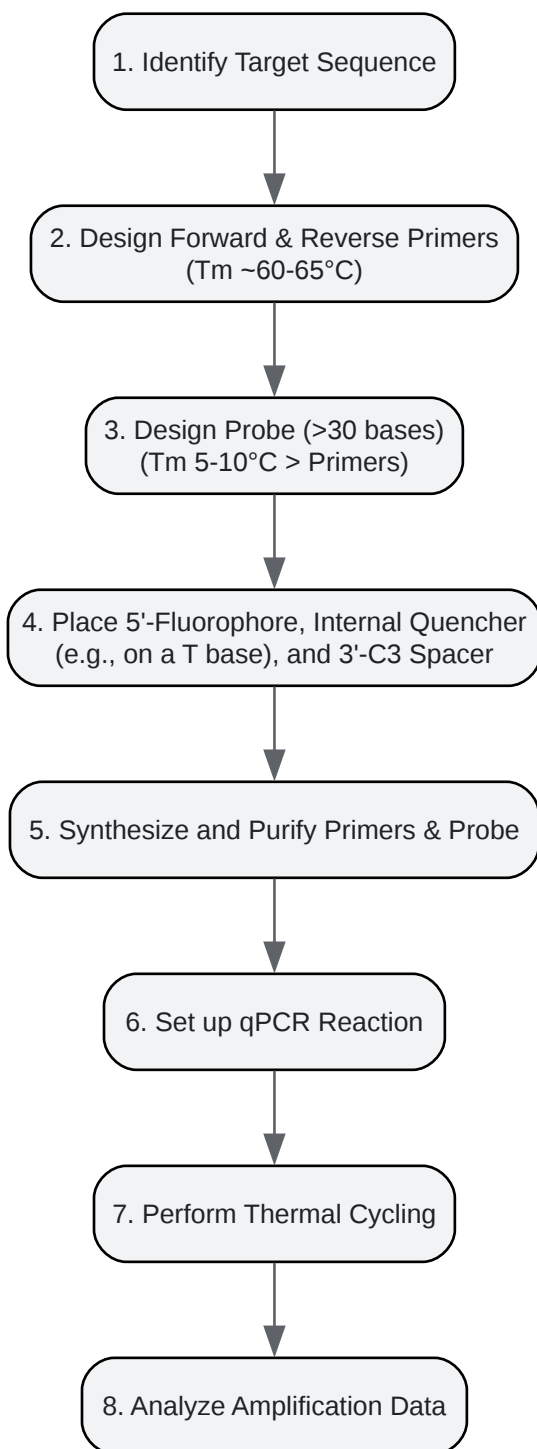 1. Identify Target Sequence
2. Design Forward & Reverse Primers
(Tm ~60-65°C)
3. Design Probe (>30 bases)
(Tm 5-10°C > Primers)
4. Place 5'-Fluorophore, Internal Quencher
(e.g., on a T base), and 3'-C3 Spacer
5. Synthesize and Purify Primers & Probe
6. Set up qPCR Reaction
7. Perform Thermal Cycling
8. Analyze Amplification Data